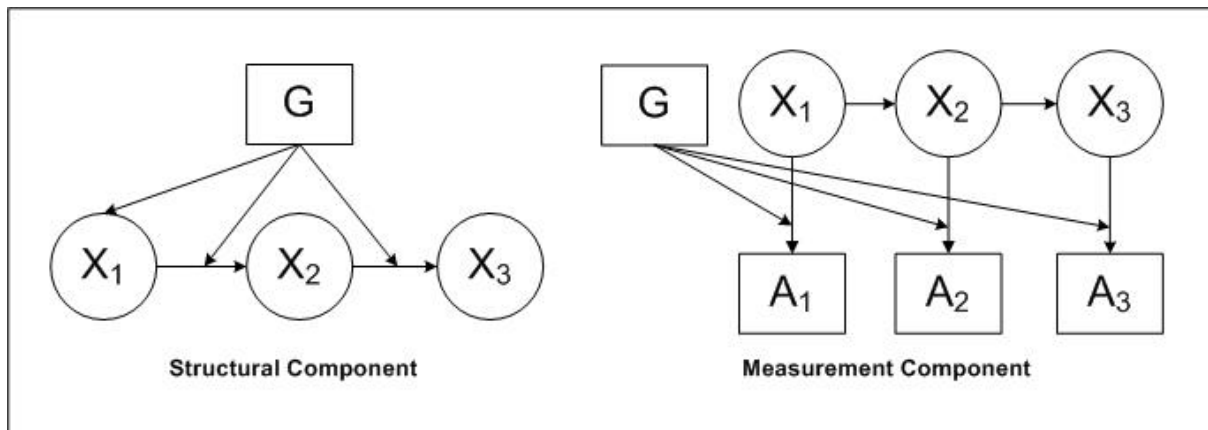 G
X₁ X₂ X₃
Structural Component
G
X₁ X₂ X₃
A₁ A₂ A₃
Measurement Component